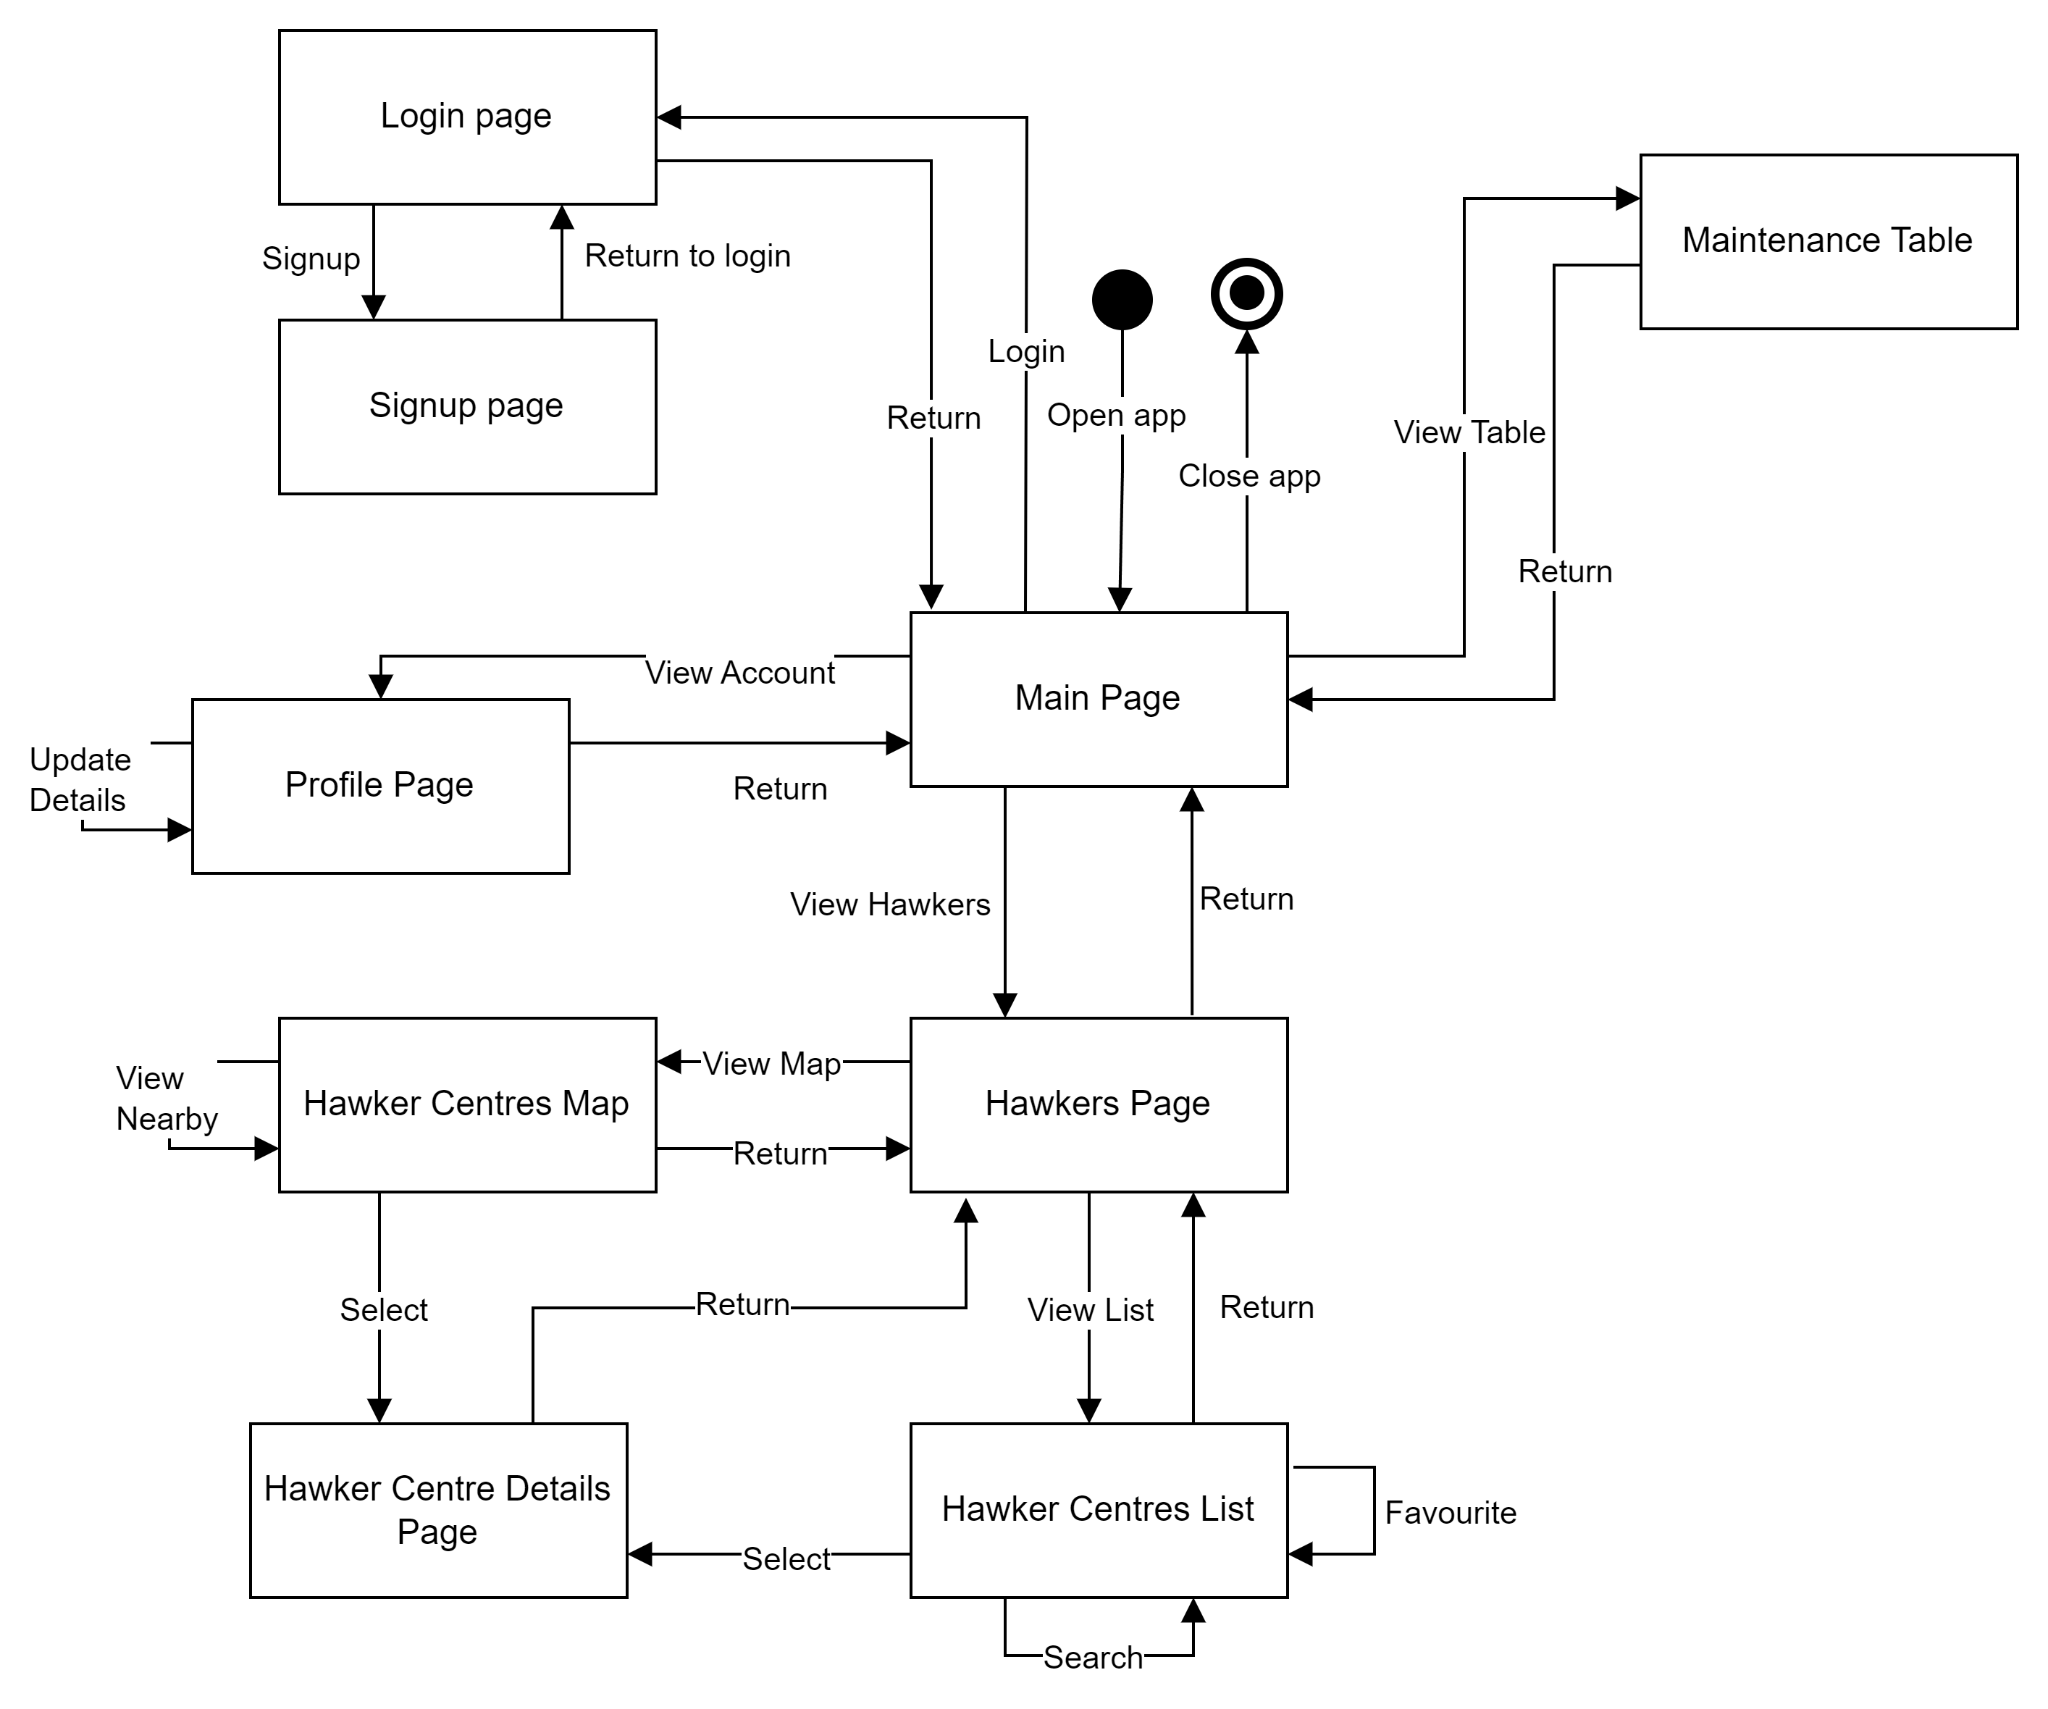 Login page
Maintenance Table
Signup
Return to login
Login
Signup page
Return
Open app
View Table
Close app
Return
View Account
Main Page
Update
Details
Profile Page
Return
View Hawkers
Return
View
Nearby
Hawker Centres Map
View Map
Hawkers Page
Return
Select
Return
View List
Return
Hawker Centre Details
Page
Hawker Centres List
Favourite
Select
Search